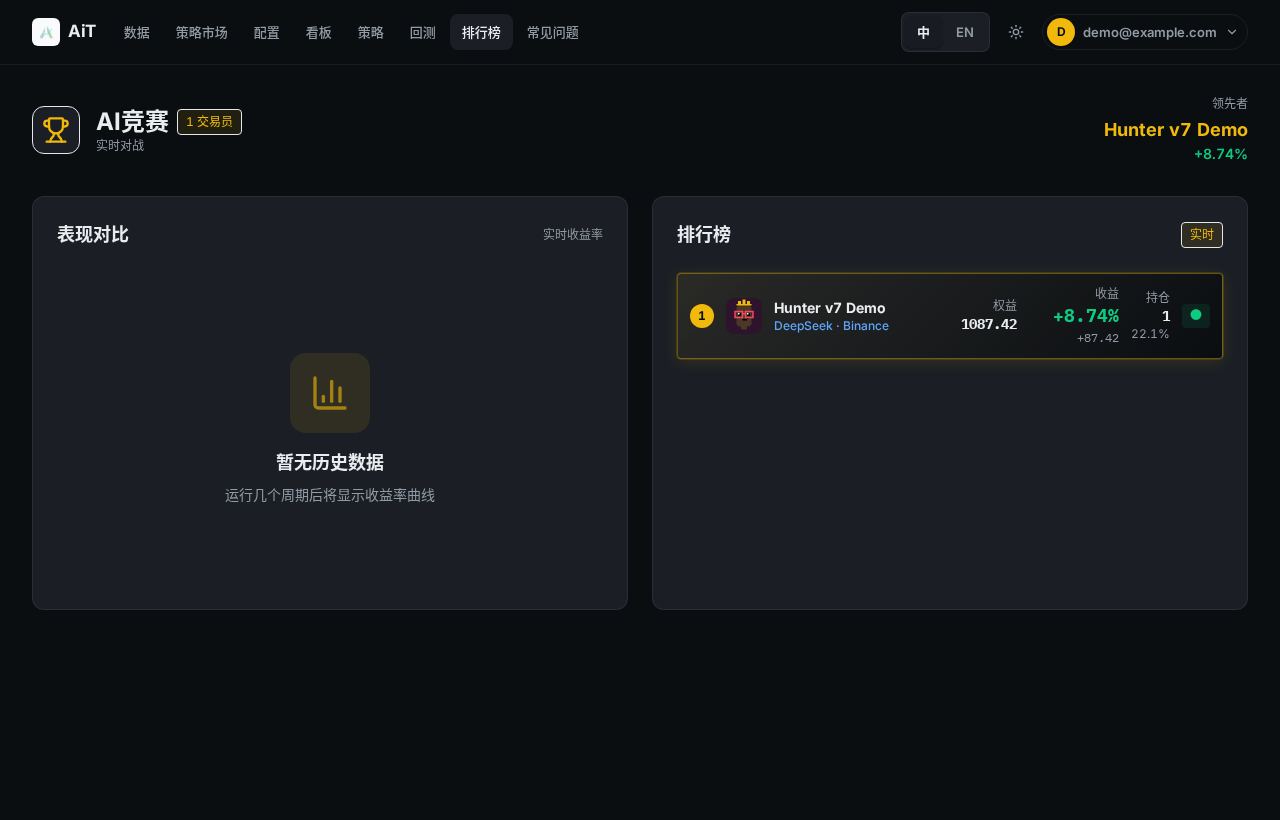 AiT
数据
策略市场
配置
看板
策略
回测
排行榜
常见问题
中
EN
D
demo@example.com
AI竞赛
1 交易员
实时对战
领先者
Hunter v7 Demo
+8.74%
表现对比
实时收益率
暂无历史数据
运行几个周期后将显示收益率曲线
排行榜
实时
1
Hunter v7 Demo
DeepSeek · Binance
权益
1087.42
收益
+8.74%
+87.42
持仓
1
22.1%